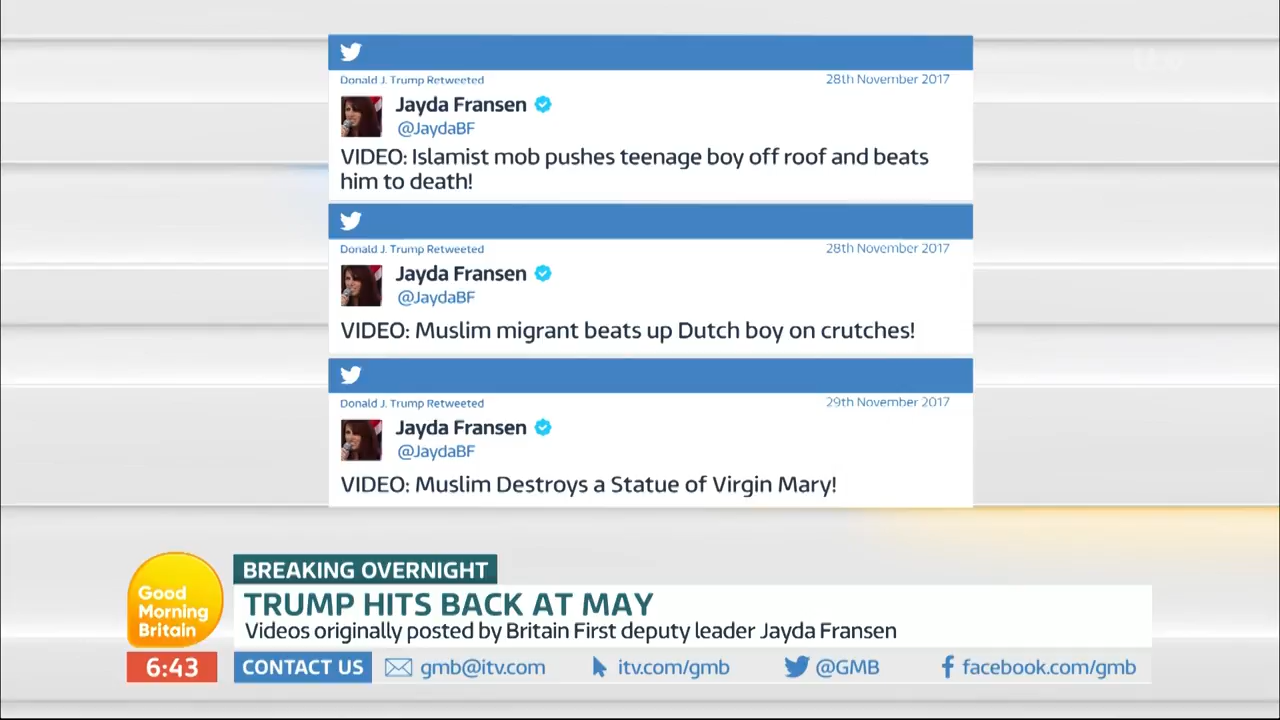 itv
Donald J. Trump Retweeted
28th November 2017
Jayda Fransen
@JaydaBF
VIDEO: Islamist mob pushes teenage boy off roof and beats
him to death!
Donald J. Trump Retweeted
28th November 2017
Jayda Fransen
@JaydaBF
VIDEO: Muslim migrant beats up Dutch boy on crutches!
Donald J. Trump Retweeted
29th November 2017
Jayda Fransen
@JaydaBF
VIDEO: Muslim Destroys a Statue of Virgin Mary!
Good
Morning
Britain
BREAKING OVERNIGHT
TRUMP HITS BACK AT MAY
Videos originally posted by Britain First deputy leader Jayda Fransen
6:43
CONTACT US
gmb@itv.com
itv.com/gmb
@GMB
facebook.com/gmb